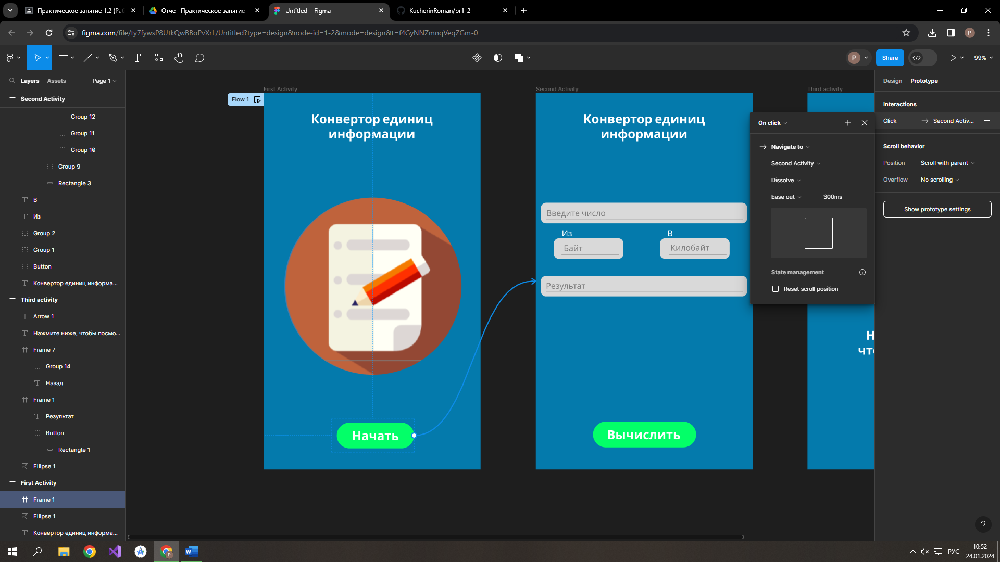 Практическое занятие 1.2 (Раб
Отчёт_Практическое занятие_
Untitled – Figma
KucherinRoman/pr1_2
figma.com/file/ty7fywsP8UtkQwBBoPvXrL/Untitled?type=design&node-id=1-2&mode=design&t=f4GyNNZmnqVeqZGm-0
P
P
Share
99%
Layers
Assets
Page 1
Second Activity
Group 12
Group 11
Group 10
Group 9
Rectangle 3
В
Из
Group 2
Group 1
Button
Конвертор единиц информа...
Third activity
Arrow 1
Нажмите ниже, чтобы посмо...
Frame 7
Group 14
Назад
Frame 1
Результат
Button
Rectangle 1
Ellipse 1
First Activity
Frame 1
Ellipse 1
Конвертор единиц информа...
Flow 1
First Activity
Конвертор единиц
информации
Начать
Second Activity
Конвертор единиц
информации
Введите число
Из
В
Байт
Килобайт
Результат
Вычислить
Third activity
Н
что
On click
Navigate to
Second Activity
Dissolve
Ease out
300ms
State management
Reset scroll position
Design
Prototype
Interactions
Click
Second Activ...
Scroll behavior
Position
Scroll with parent
Overflow
No scrolling
Show prototype settings
?
РУС
10:52
24.01.2024